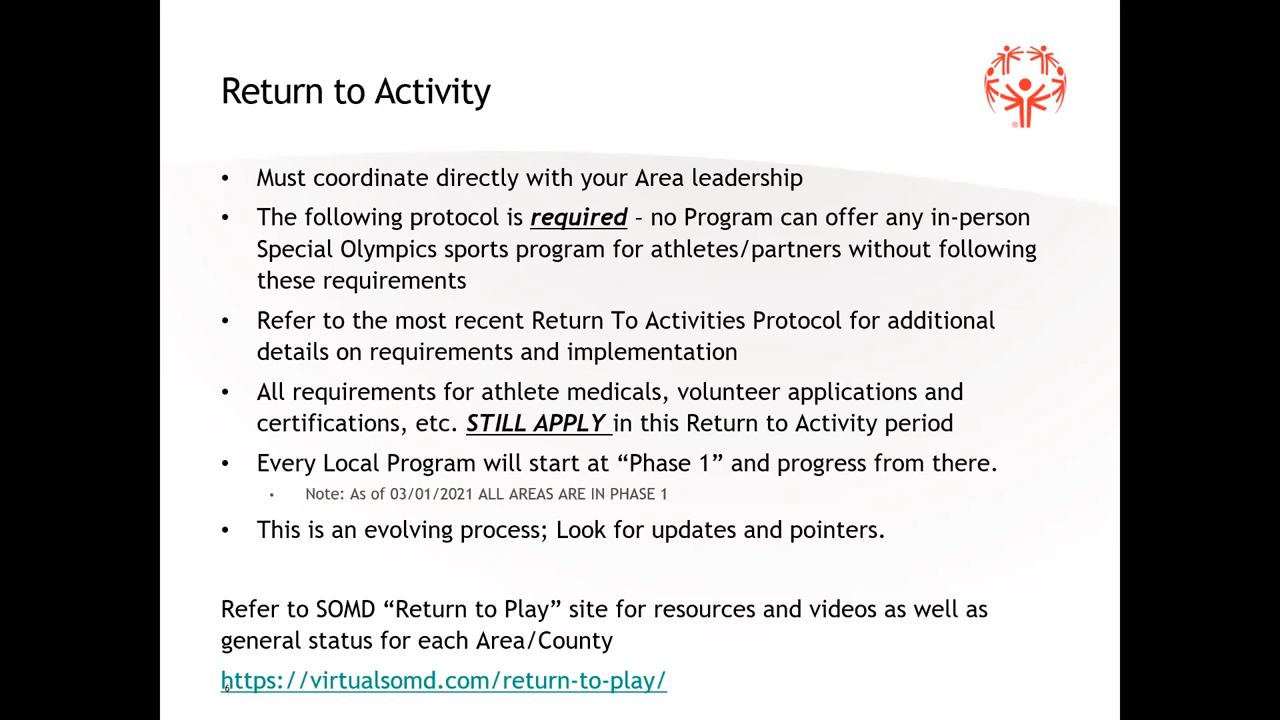 Return to Activity
®
• Must coordinate directly with your Area leadership
• The following protocol is required – no Program can offer any in-person
Special Olympics sports program for athletes/partners without following
these requirements
• Refer to the most recent Return To Activities Protocol for additional
details on requirements and implementation
• All requirements for athlete medicals, volunteer applications and
certifications, etc. STILL APPLY in this Return to Activity period
• Every Local Program will start at “Phase 1” and progress from there.
• Note: As of 03/01/2021 ALL AREAS ARE IN PHASE 1
• This is an evolving process; Look for updates and pointers.
Refer to SOMD “Return to Play” site for resources and videos as well as
general status for each Area/County
https://virtualsomd.com/return-to-play/
6